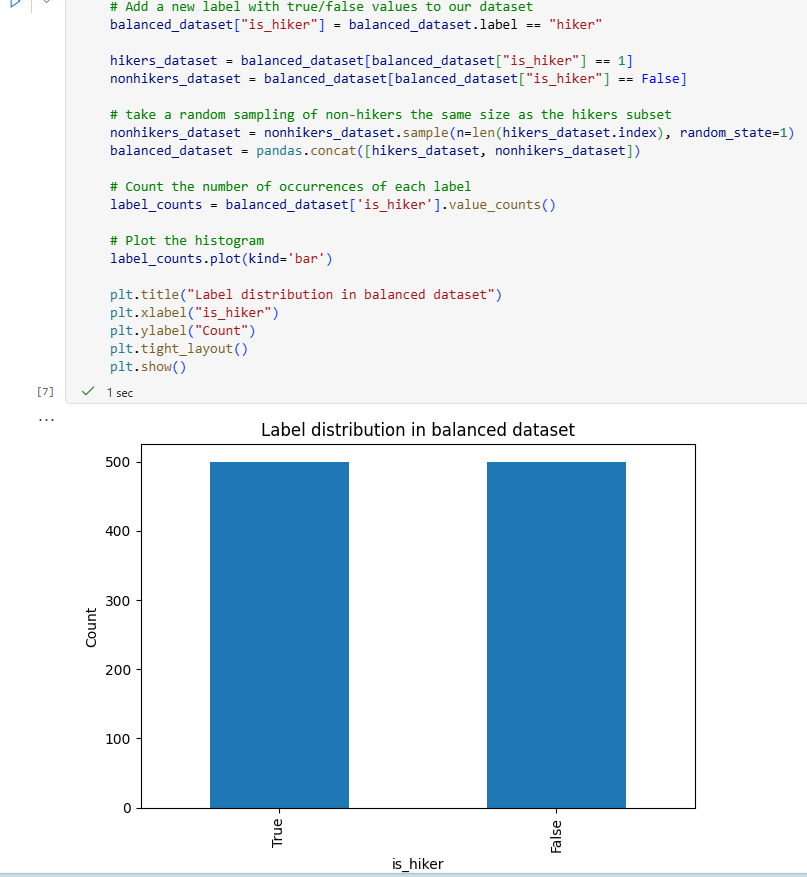 # Add a new label with true/false values to our dataset
balanced_dataset["is_hiker"] = balanced_dataset.label == "hiker"
hikers_dataset = balanced_dataset[balanced_dataset["is_hiker"] == 1]
nonhikers_dataset = balanced_dataset[balanced_dataset["is_hiker"] == False]
# take a random sampling of non-hikers the same size as the hikers subset
nonhikers_dataset = nonhikers_dataset.sample(n=len(hikers_dataset.index), random_state=1)
balanced_dataset = pandas.concat([hikers_dataset, nonhikers_dataset])
# Count the number of occurrences of each label
label_counts = balanced_dataset['is_hiker'].value_counts()
# Plot the histogram
label_counts.plot(kind='bar')
plt.title("Label distribution in balanced dataset")
plt.xlabel("is_hiker")
plt.ylabel("Count")
plt.tight_layout()
plt.show()
[7] ✓ 1 sec
...
Label distribution in balanced dataset
500
400
300
200
100
0
Count
True
False
is_hiker